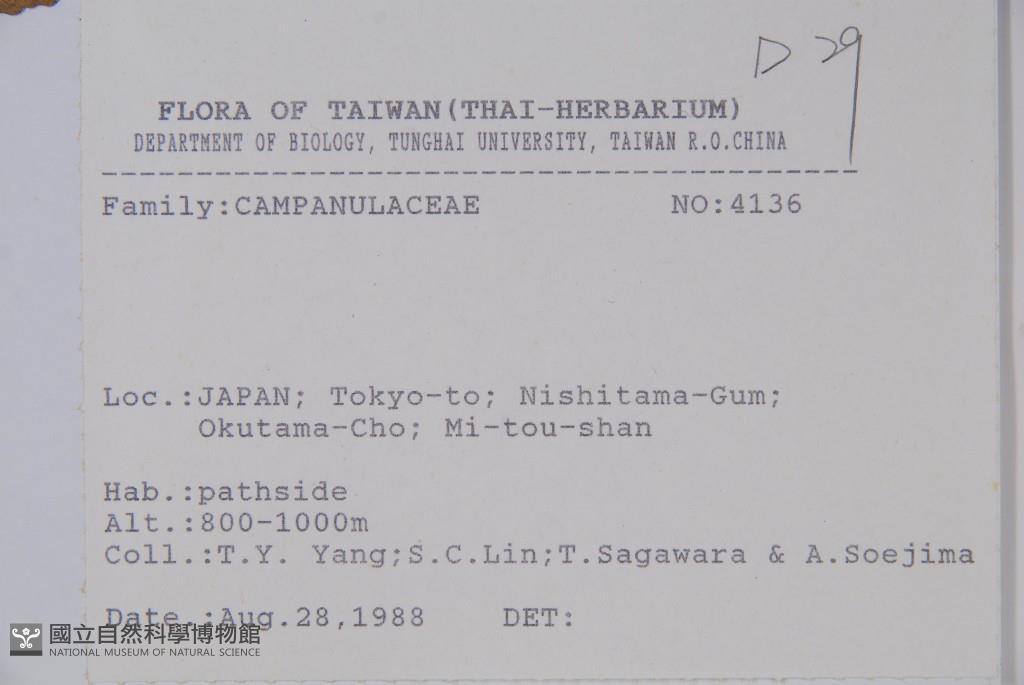 D 29
FLORA OF TAIWAN(THAI-HERBARIUM)
DEPARTMENT OF BIOLOGY, TUNGHAI UNIVERSITY, TAIWAN R.O.CHINA
Family:CAMPANULACEAE NO:4136
Loc.:JAPAN; Tokyo-to; Nishitama-Gum;
Okutama-Cho; Mi-tou-shan
Hab.:pathside
Alt.:800-1000m
Coll.:T.Y. Yang;S.C.Lin;T.Sagawara & A.Soejima
Date.:Aug.28,1988 DET:
國立自然科學博物館
NATIONAL MUSEUM OF NATURAL SCIENCE